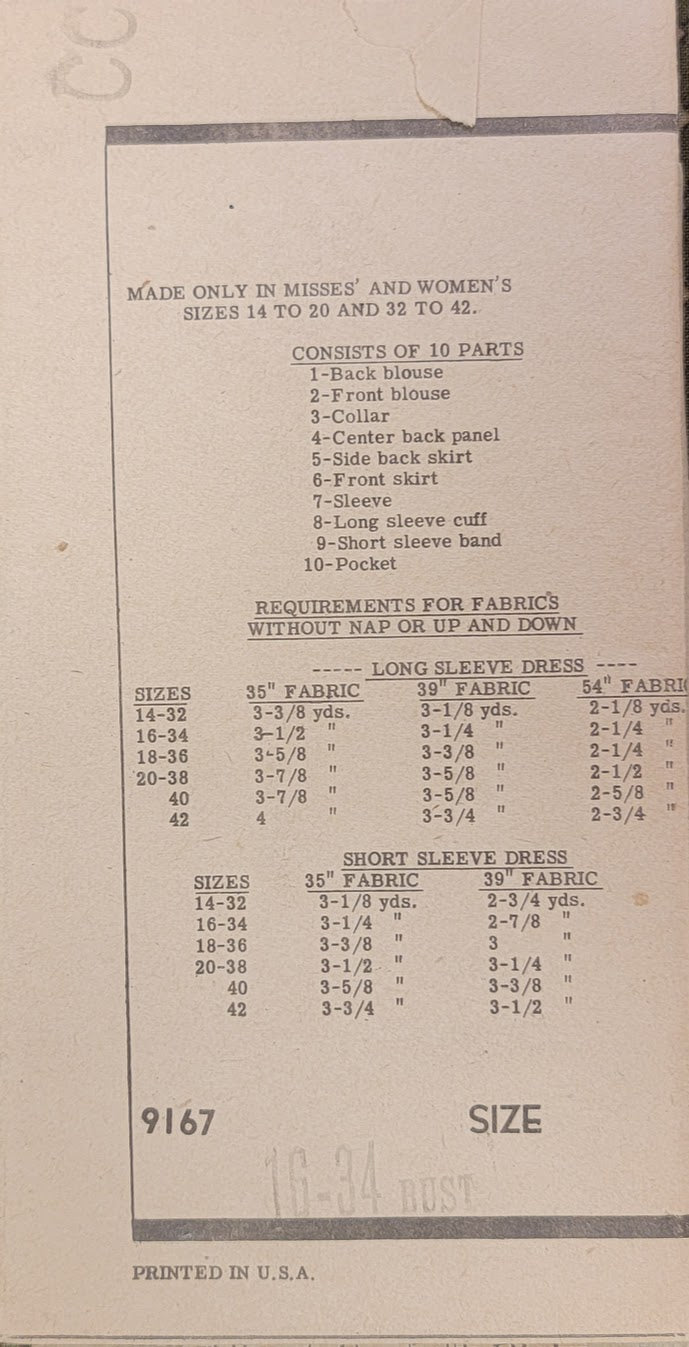 CC
MADE ONLY IN MISSES' AND WOMEN'S
SIZES 14 TO 20 AND 32 TO 42.
CONSISTS OF 10 PARTS
1-Back blouse
2-Front blouse
3-Collar
4-Center back panel
5-Side back skirt
6-Front skirt
7-Sleeve
8-Long sleeve cuff
9-Short sleeve band
10-Pocket
REQUIREMENTS FOR FABRICS
WITHOUT NAP OR UP AND DOWN
----- LONG SLEEVE DRESS ----
SIZES 35" FABRIC 39" FABRIC 54" FABRI
14-32 3-3/8 yds. 3-1/8 yds. 2-1/8 yds.
16-34 3-1/2 " 3-1/4 " 2-1/4 "
18-36 3-5/8 " 3-3/8 " 2-1/4 "
20-38 3-7/8 " 3-5/8 " 2-1/2 "
40 3-7/8 " 3-5/8 " 2-5/8 "
42 4 " 3-3/4 " 2-3/4 "
SHORT SLEEVE DRESS
SIZES 35" FABRIC 39" FABRIC
14-32 3-1/8 yds. 2-3/4 yds.
16-34 3-1/4 " 2-7/8 "
18-36 3-3/8 " 3 "
20-38 3-1/2 " 3-1/4 "
40 3-5/8 " 3-3/8 "
42 3-3/4 " 3-1/2 "
9167 SIZE
16-34 BUST
PRINTED IN U.S.A.